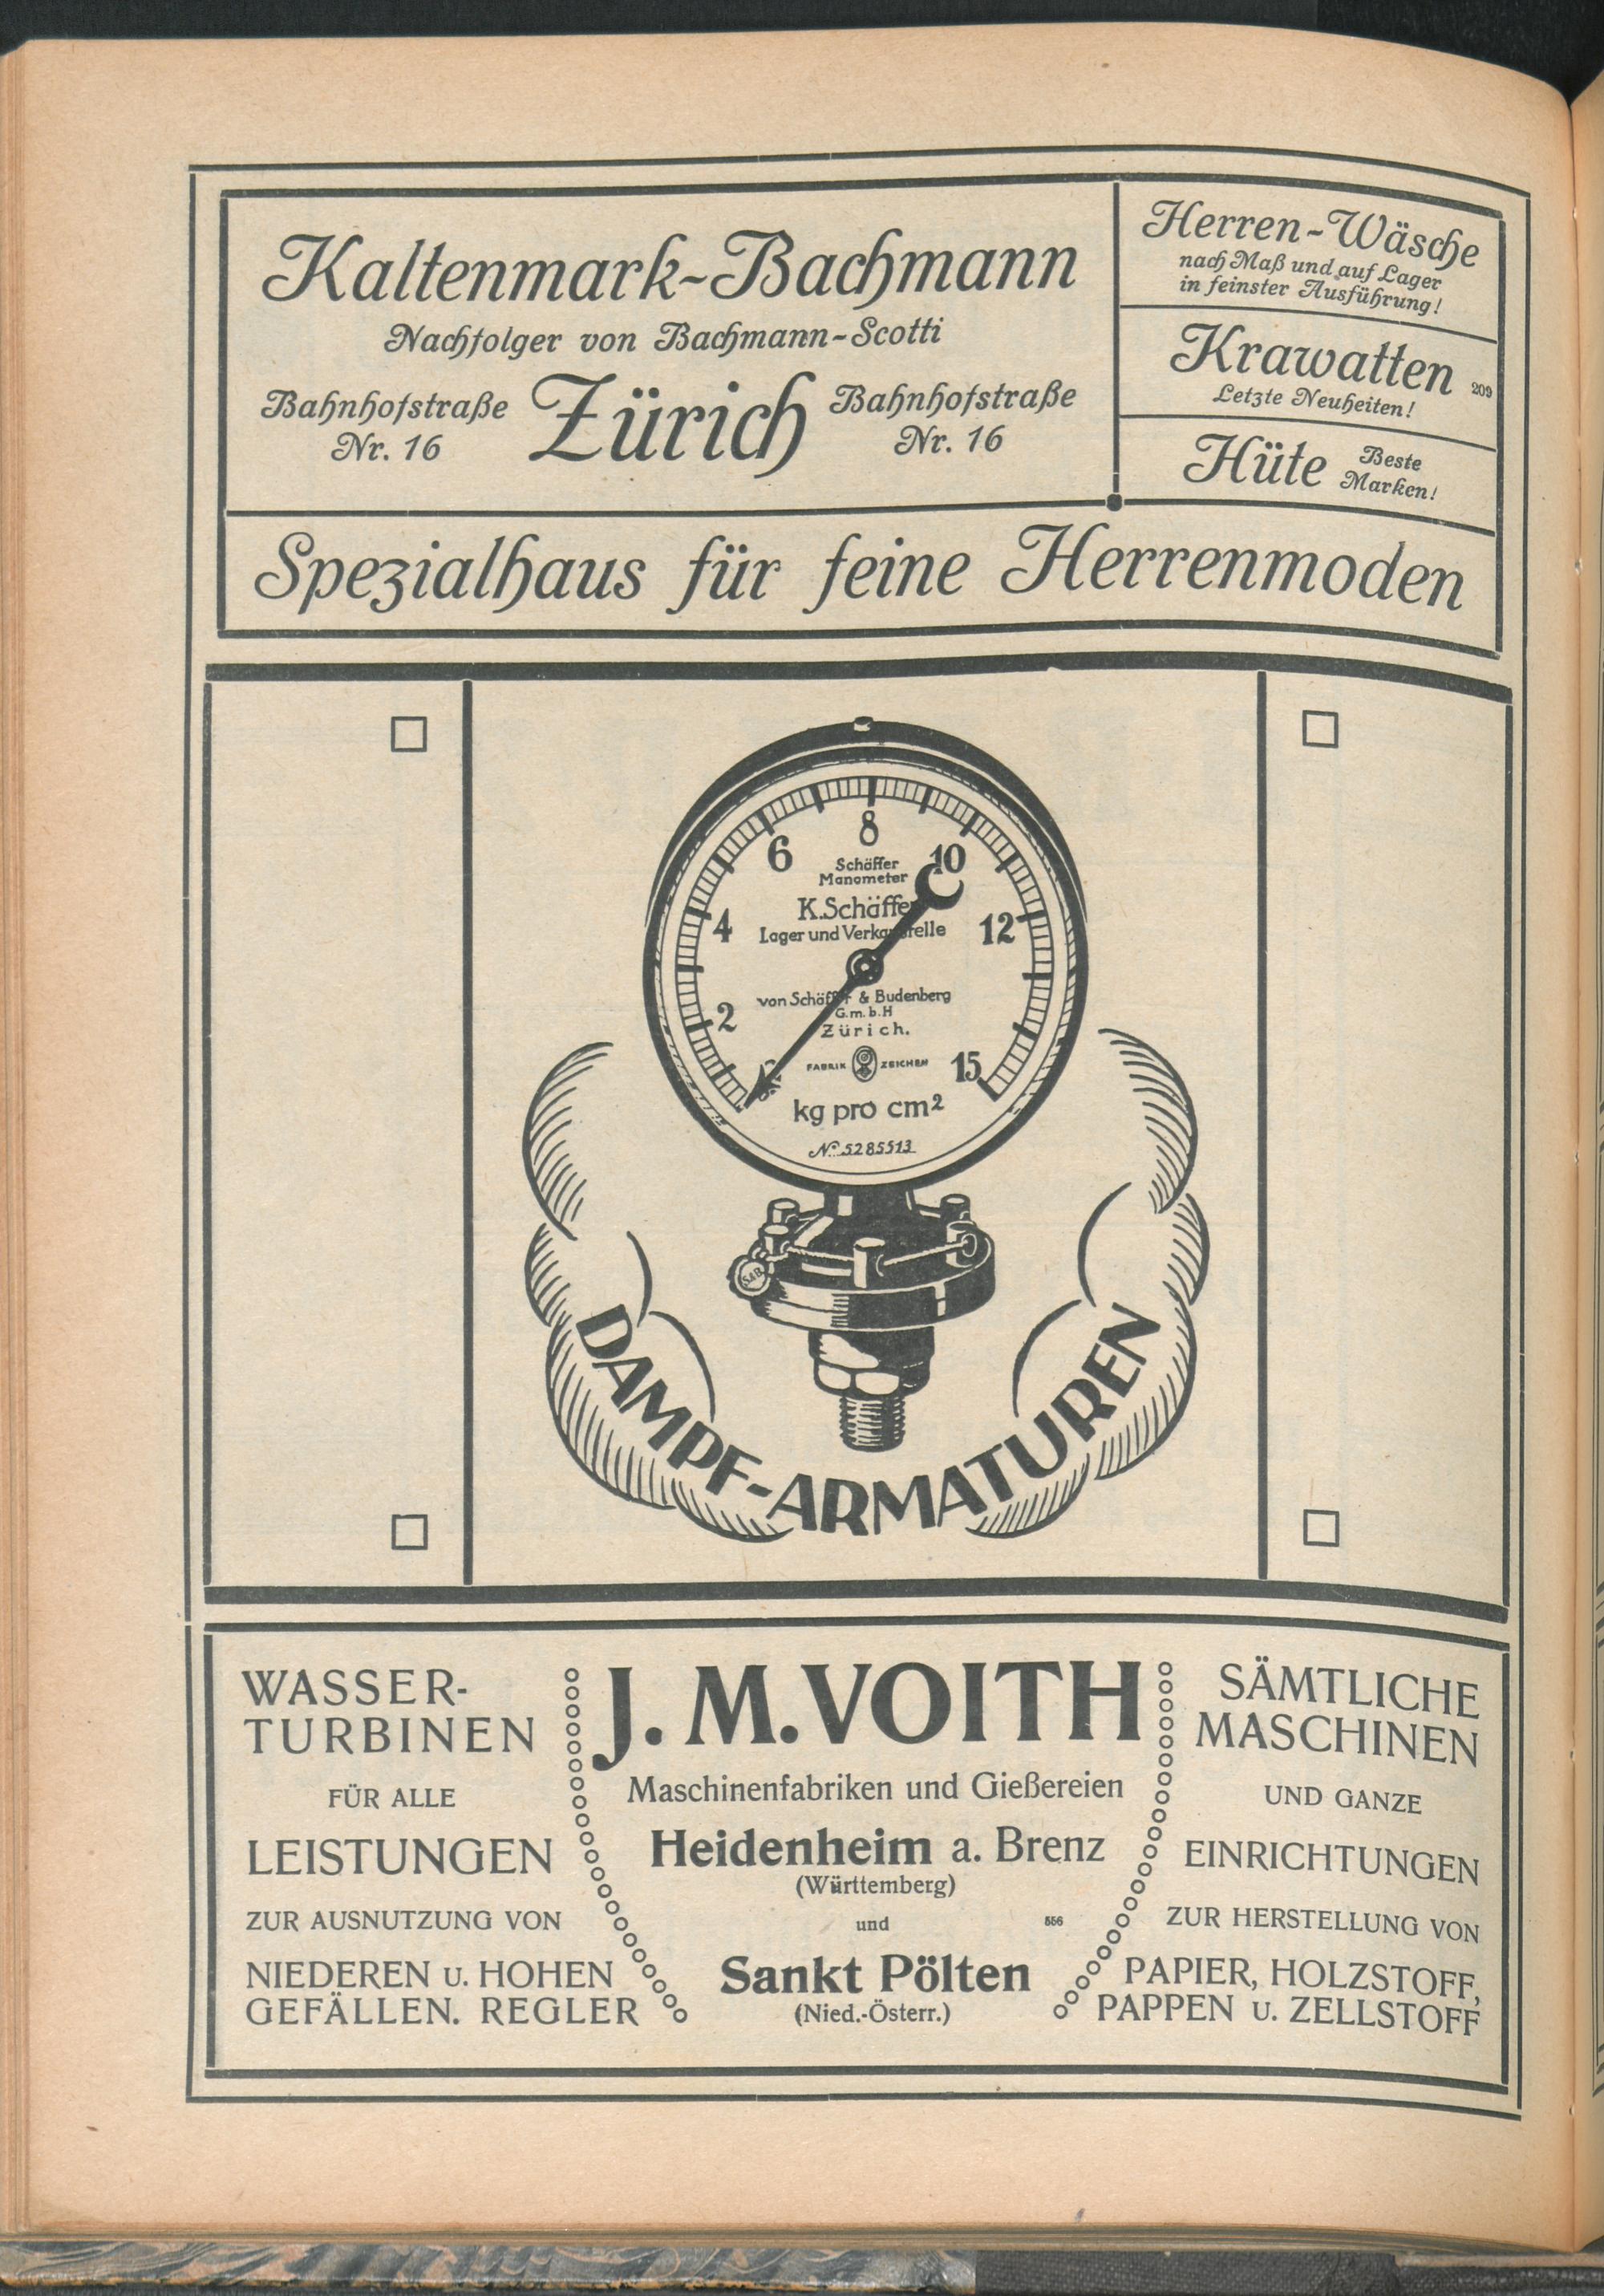 Kaltenmark-Bachmann
Nachfolger von Bachmann-Scotti
Bahnhofstraße
Nr. 16
Zürich
Bahnhofstraße
Nr. 16
Herren-Wäsche
nach Maß und auf Lager
in feinster Ausführung!
Krawatten
209
Letzte Neuheiten!
Hüte
Beste
Marken!
Spezialhaus für feine Herrenmoden
8
6
10
Schäffer
Manometer
K. Schäffer
4
Lager und
12
2
von Schäffer & Budenberg
G.m.b.H
Zürich.
FABRIK ZEICHEN
15
kg pro cm²
Nº 5285513
S&B
DAMPF-ARMATUREN
WASSER-
TURBINEN
FÜR ALLE
LEISTUNGEN
ZUR AUSNUTZUNG VON
NIEDEREN U. HOHEN
GEFÄLLEN. REGLER
J. M. VOITH
Maschinenfabriken und Gießereien
Heidenheim a. Brenz
(Württemberg)
und
556
Sankt Pölten
(Nied.-Österr.)
SÄMTLICHE
MASCHINEN
UND GANZE
EINRICHTUNGEN
ZUR HERSTELLUNG VON
PAPIER, HOLZSTOFF,
PAPPEN U. ZELLSTOFF